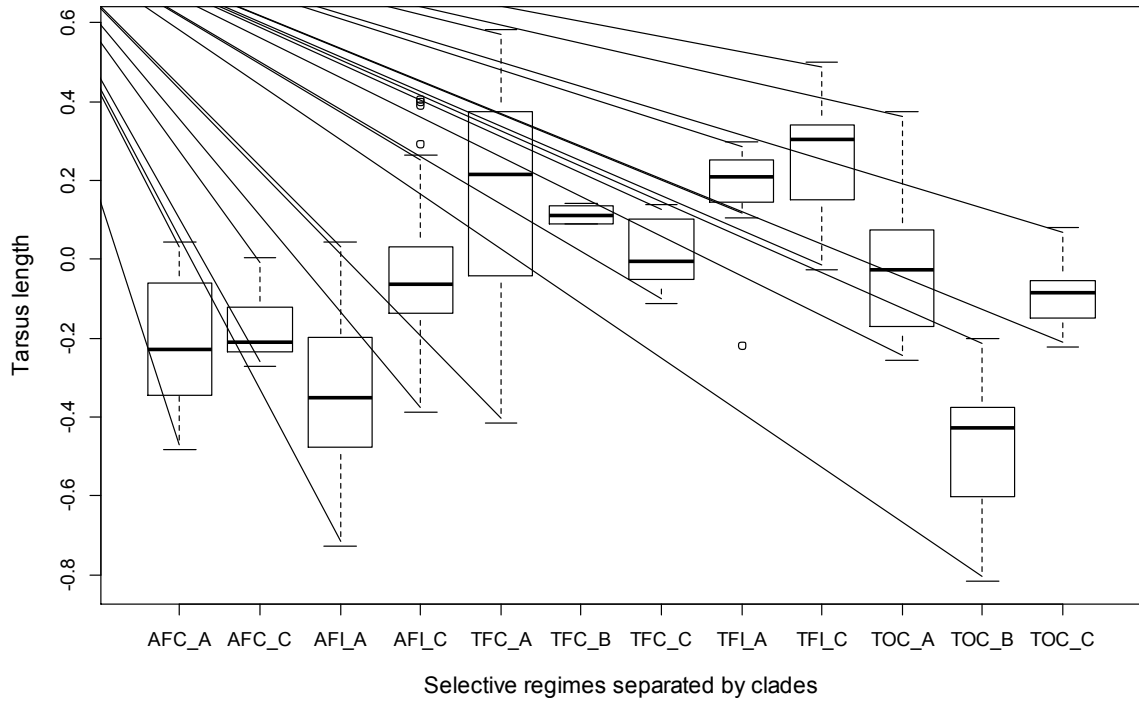 0.6
0.4
0.2
0.0
-0.2
-0.4
-0.6
-0.8
Tarsus length
AFC_A AFC_C AFI_A AFI_C TFC_A TFC_B TFC_C TFI_A TFI_C TOC_A TOC_B TOC_C
Selective regimes separated by clades